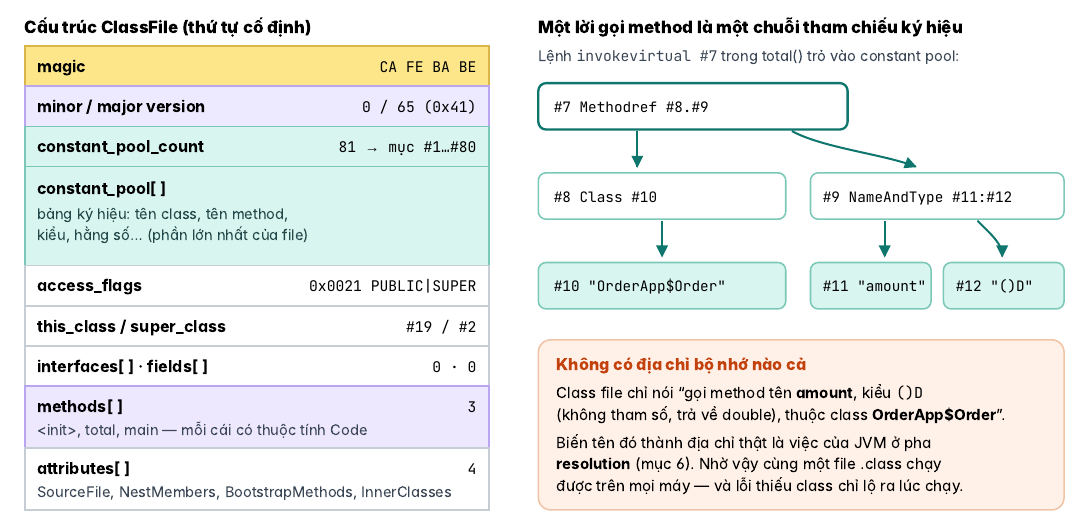 Cấu trúc ClassFile (thứ tự cố định)
magic CA FE BA BE
minor / major version 0 / 65 (0x41)
constant_pool_count 81 → mục #1…#80
constant_pool[ ]
bảng ký hiệu: tên class, tên method,
kiểu, hằng số… (phần lớn nhất của file)
access_flags 0x0021 PUBLIC|SUPER
this_class / super_class #19 / #2
interfaces[ ] · fields[ ] 0 · 0
methods[ ] 3
<init>, total, main — mỗi cái có thuộc tính Code
attributes[ ] 4
SourceFile, NestMembers, BootstrapMethods, InnerClasses
Một lời gọi method là một chuỗi tham chiếu ký hiệu
Lệnh invokevirtual #7 trong total() trỏ vào constant pool:
#7 Methodref #8.#9
#8 Class #10
#9 NameAndType #11:#12
#10 "OrderApp$Order"
#11 "amount"
#12 "()D"
Không có địa chỉ bộ nhớ nào cả
Class file chỉ nói “gọi method tên amount, kiểu ()D
(không tham số, trả về double), thuộc class OrderApp$Order”.
Biến tên đó thành địa chỉ thật là việc của JVM ở pha
resolution (mục 6). Nhờ vậy cùng một file .class chạy
được trên mọi máy — và lỗi thiếu class chỉ lộ ra lúc chạy.